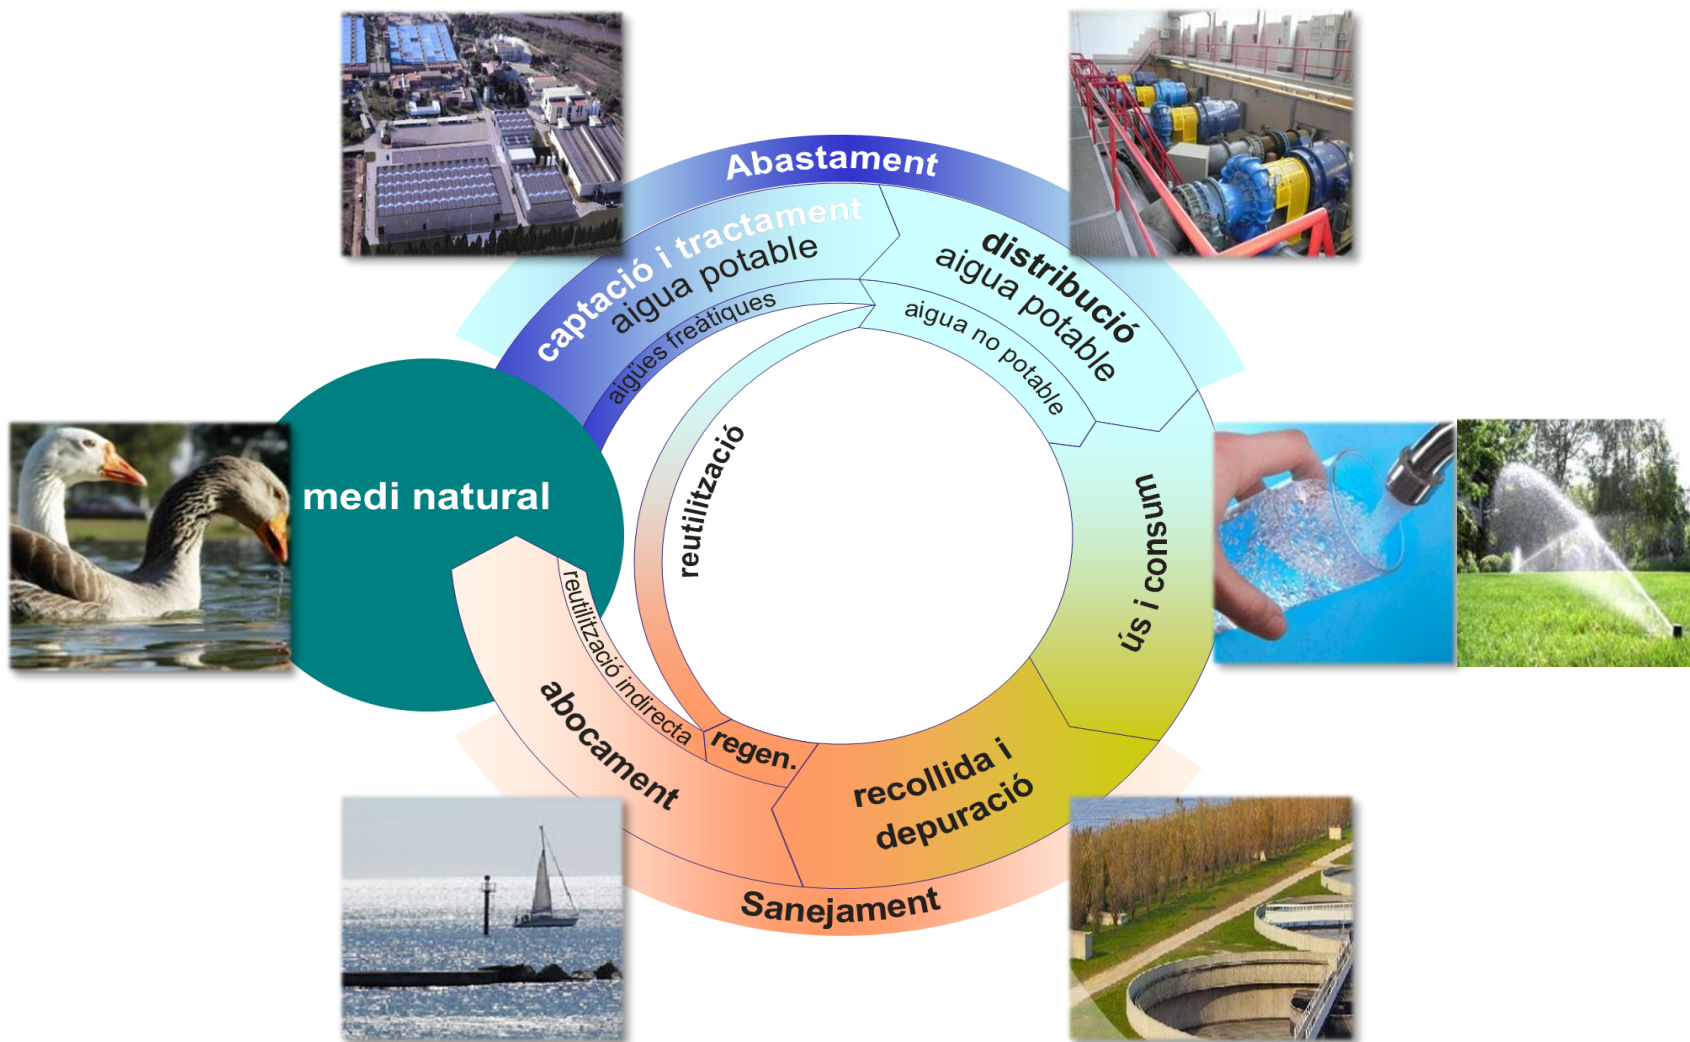 Abastament
captació i tractament
aigua potable
aigües freàtiques
distribució
aigua potable
aigua no potable
medi natural
reutilització
ús i consum
reutilització indirecta
abocament
regen.
recollida i
depuració
Sanejament